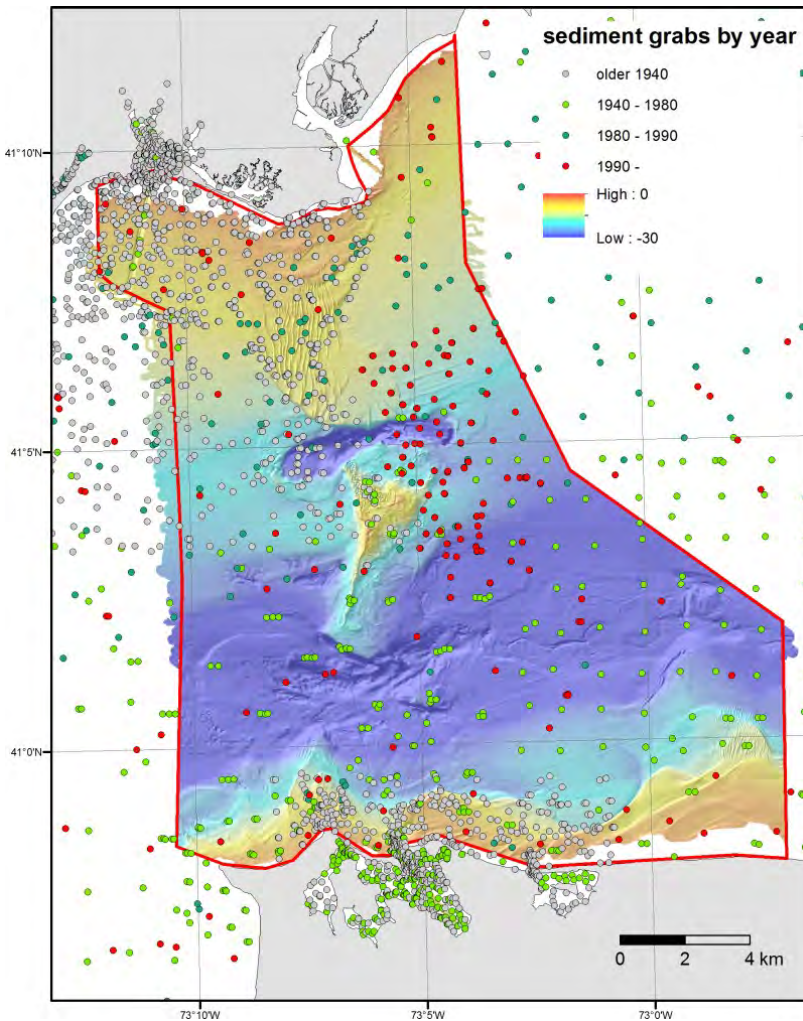 sediment grabs by year
older 1940
1940 - 1980
1980 - 1990
1990 -
High : 0
Low : -30
41°10'N
41°5'N
41°0'N
0 2 4 km
73°10'W
73°5'W
73°0'W